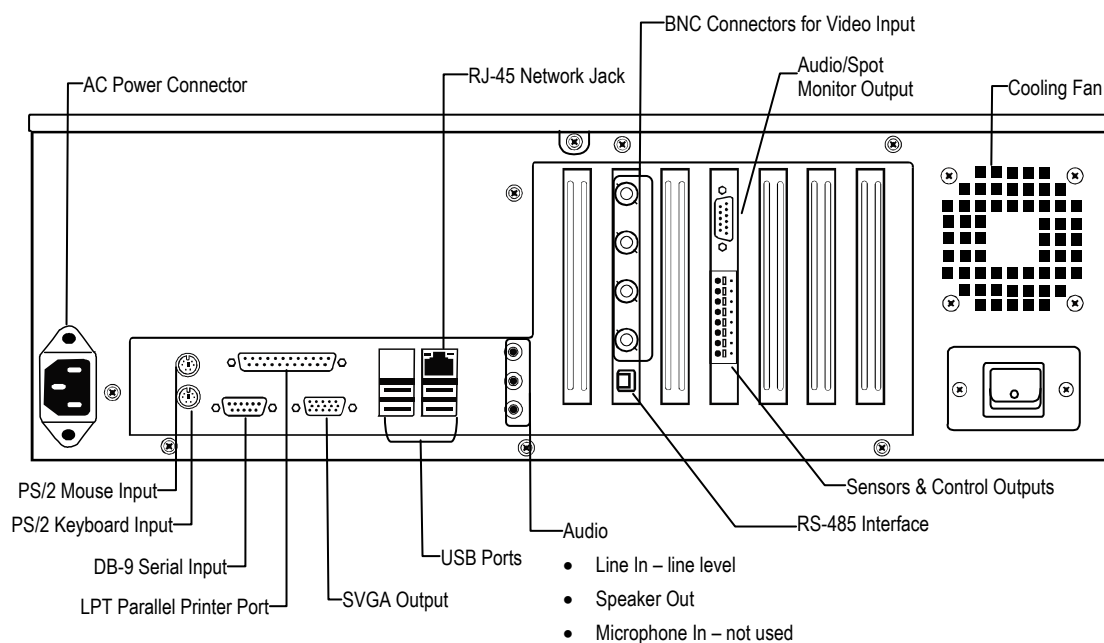 BNC Connectors for Video Input
RJ-45 Network Jack
Audio/Spot
Monitor Output
AC Power Connector
Cooling Fan
PS/2 Mouse Input
Sensors & Control Outputs
PS/2 Keyboard Input
RS-485 Interface
Audio
USB Ports
DB-9 Serial Input
• Line In – line level
LPT Parallel Printer Port
SVGA Output
• Speaker Out
• Microphone In – not used